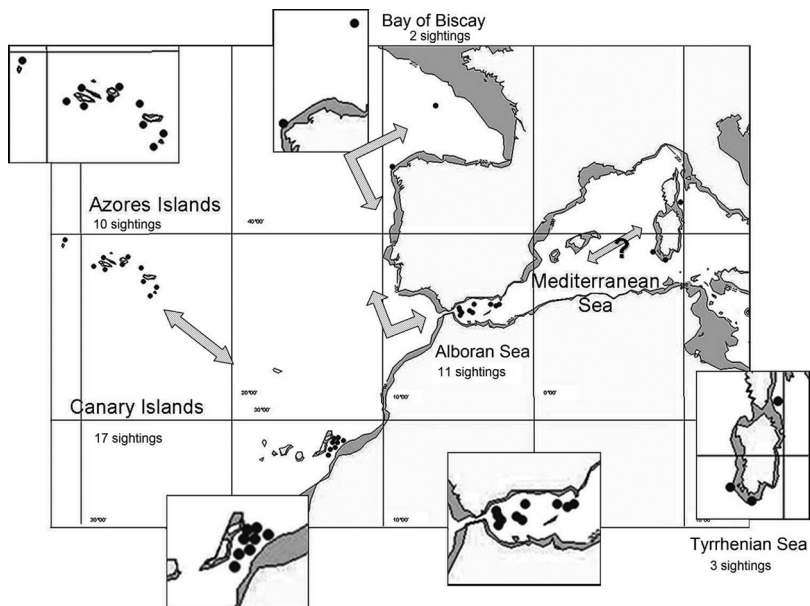 Bay of Biscay
2 sightings
Azores Islands
10 sightings
40°00'
?
Mediterranean
Sea
Alboran Sea
11 sightings
20°00'
10°00'
0°00'
Canary Islands
30°00'
17 sightings
30°00'
10°00'
Tyrrhenian Sea
3 sightings